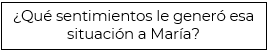 ¿Qué sentimientos le generó esa
situación a María?